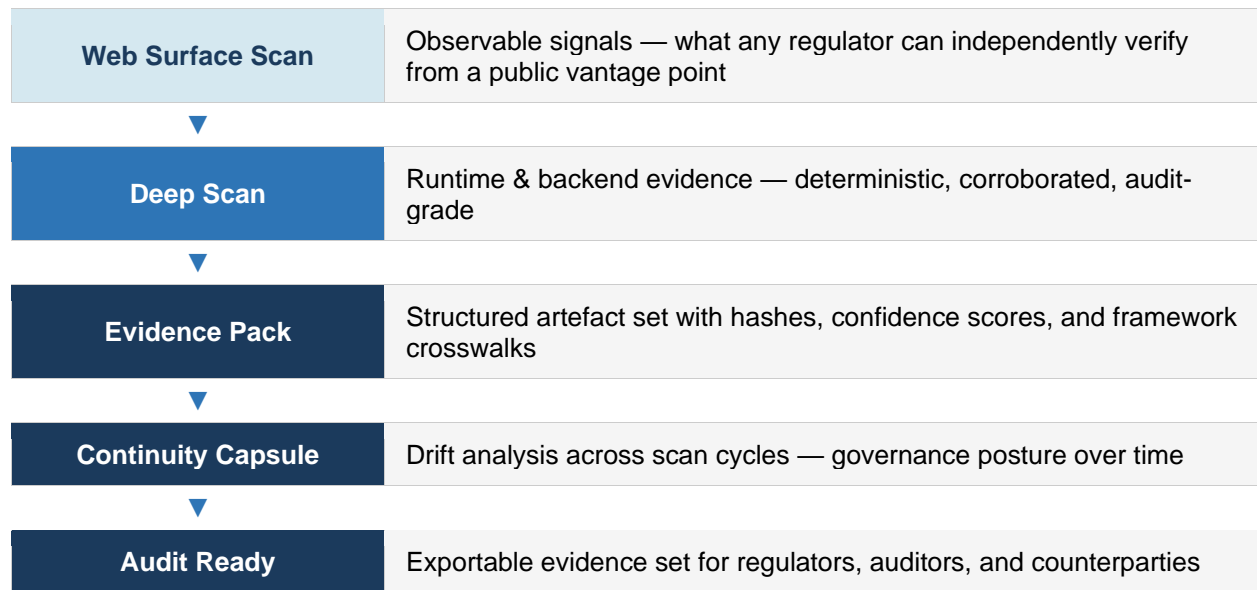 Web Surface Scan
Observable signals — what any regulator can independently verify
from a public vantage point
Deep Scan
Runtime & backend evidence — deterministic, corroborated, audit-
grade
Evidence Pack
Structured artefact set with hashes, confidence scores, and framework
crosswalks
Continuity Capsule
Drift analysis across scan cycles — governance posture over time
Audit Ready
Exportable evidence set for regulators, auditors, and counterparties